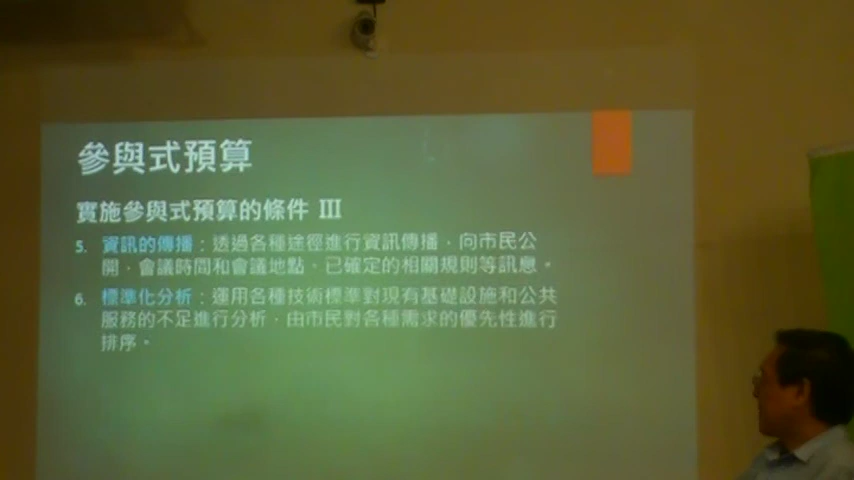 參與式預算
實施參與式預算的條件 III
5. 資訊的傳播：透過各種途徑進行資訊傳播，向市民公
開，會議時間和會議地點、已確定的相關規則等訊息。
6. 標準化分析：運用各種技術標準對現有基礎設施和公共
服務的不足進行分析，由市民對各種需求的優先性進行
排序。